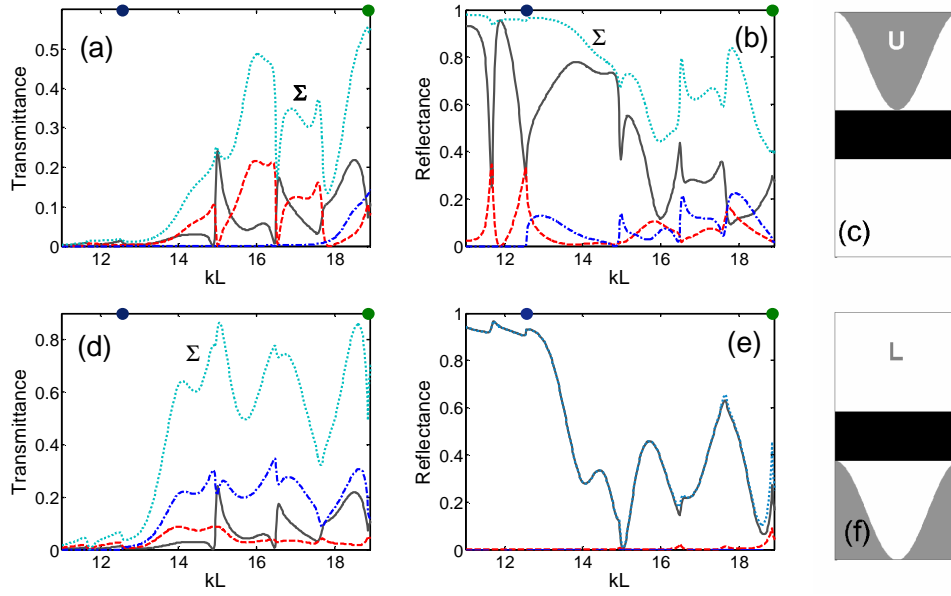 (a)
Σ
Transmittance
0.5
0.4
0.3
0.2
0.1
0
12
14
16
18
kL
(b)
Σ
Reflectance
1
0.8
0.6
0.4
0.2
0
12
14
16
18
kL
U
(c)
(d)
Σ
Transmittance
0.8
0.6
0.4
0.2
0
12
14
16
18
kL
(e)
Reflectance
1
0.8
0.6
0.4
0.2
0
12
14
16
18
kL
L
(f)